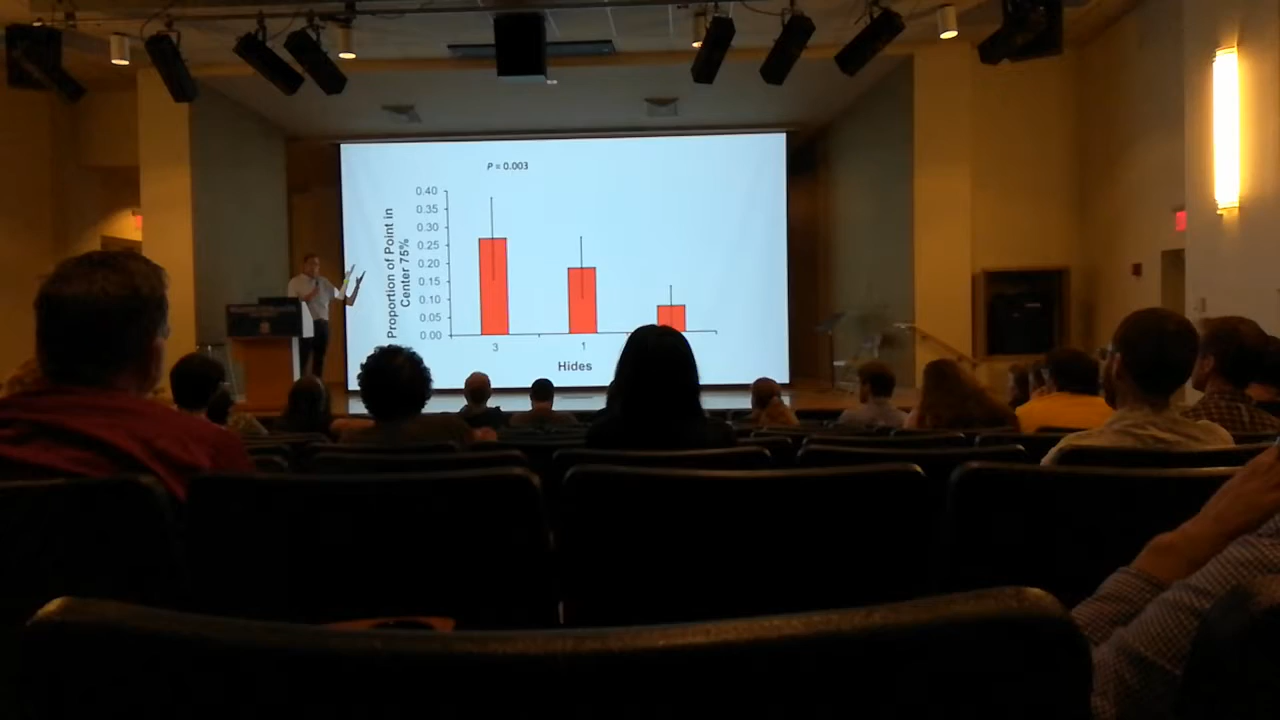 P = 0.003
Proportion of Point in
Center 75%
0.40
0.35
0.30
0.25
0.20
0.15
0.10
0.05
0.00
3
1
Hides